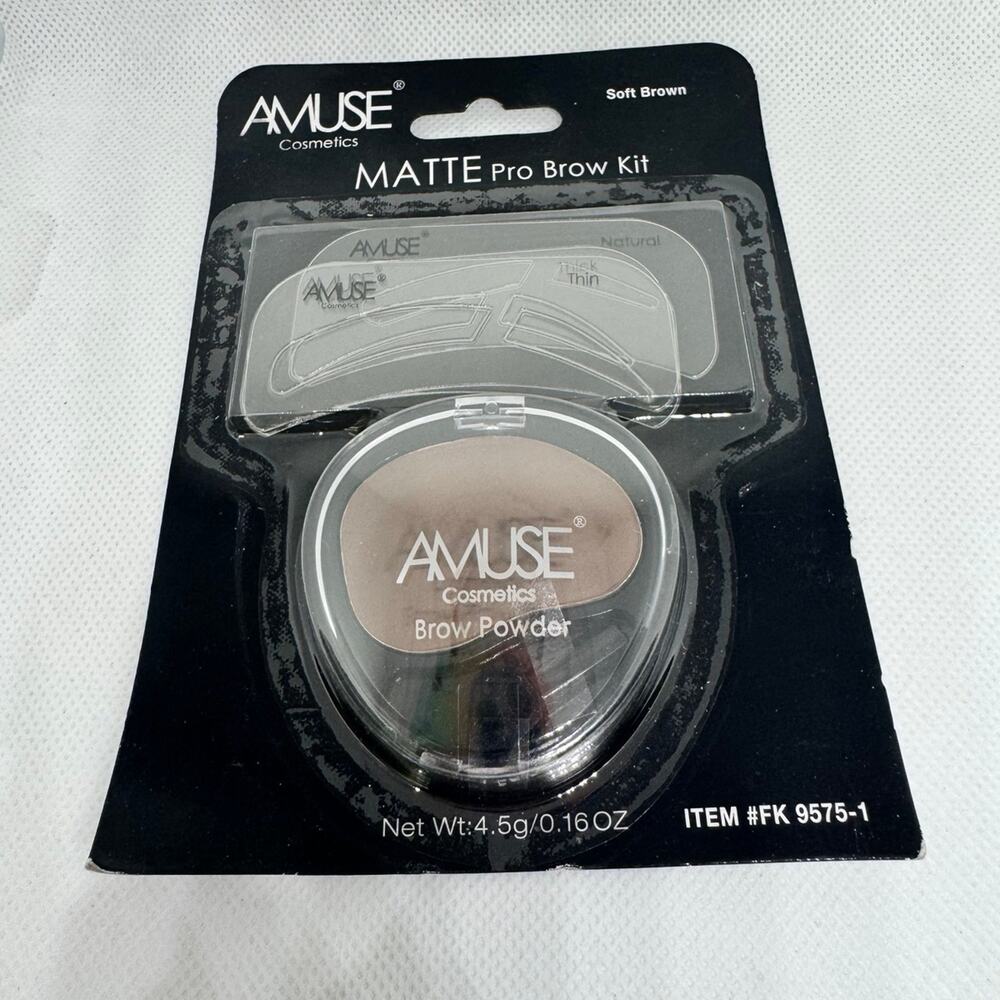 AMUSE®
Cosmetics
Soft Brown
MATTE Pro Brow Kit
AMUSE®
Natural
Thick
AMUSE®
Cosmetics
Thin
AMUSE®
Cosmetics
Brow Powder
Net Wt:4.5g/0.16OZ
ITEM #FK 9575-1